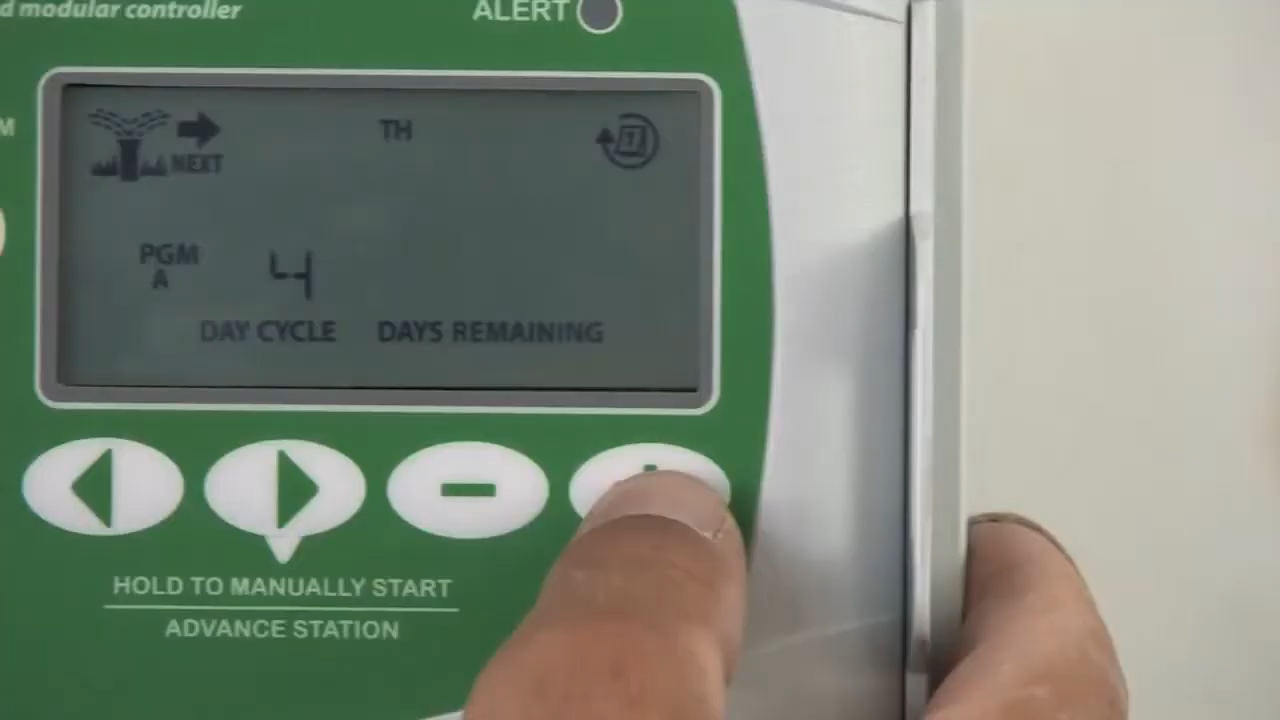 d modular controller
ALERT
M
TH
NEXT
PGM
A
4
DAY CYCLE DAYS REMAINING
HOLD TO MANUALLY START
ADVANCE STATION